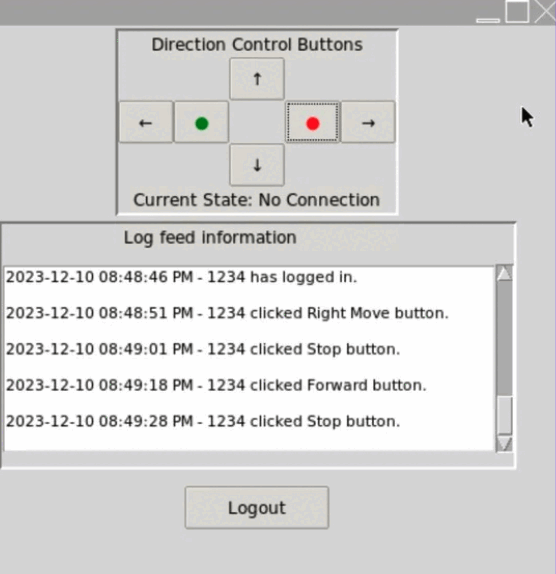 Direction Control Buttons
↑
← ● ● →
↓
Current State: No Connection
Log feed information
2023-12-10 08:48:46 PM - 1234 has logged in.
2023-12-10 08:48:51 PM - 1234 clicked Right Move button.
2023-12-10 08:49:01 PM - 1234 clicked Stop button.
2023-12-10 08:49:18 PM - 1234 clicked Forward button.
2023-12-10 08:49:28 PM - 1234 clicked Stop button.
Logout